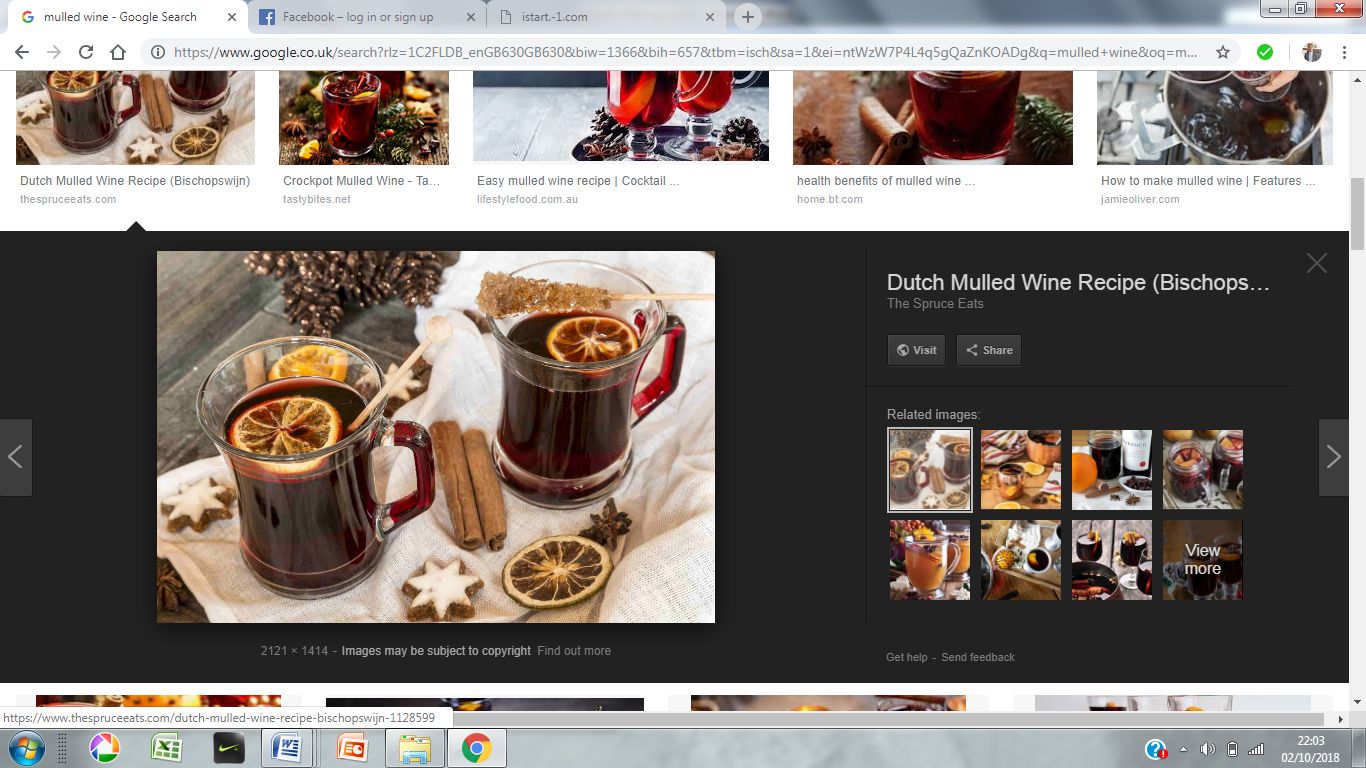 mulled wine - Google Search
Facebook – log in or sign up
istart.-1.com
https://www.google.co.uk/search?rlz=1C2FLDB_enGB630GB630&biw=1366&bih=657&tbm=isch&sa=1&ei=ntWzW7P4L4q5gQaZnKOADg&q=mulled+wine&oq=m...
Dutch Mulled Wine Recipe (Bischopswijn)
thespruceeats.com
Crockpot Mulled Wine - Ta...
tastybites.net
Easy mulled wine recipe | Cocktail ...
lifestylefood.com.au
health benefits of mulled wine ...
home.bt.com
How to make mulled wine | Features ...
jamieoliver.com
Dutch Mulled Wine Recipe (Bischops…
The Spruce Eats
Visit
Share
Related images:
View
more
2121 × 1414 - Images may be subject to copyright Find out more
Get help - Send feedback
https://www.thespruceeats.com/dutch-mulled-wine-recipe-bischopswijn-1128599
22:03
02/10/2018